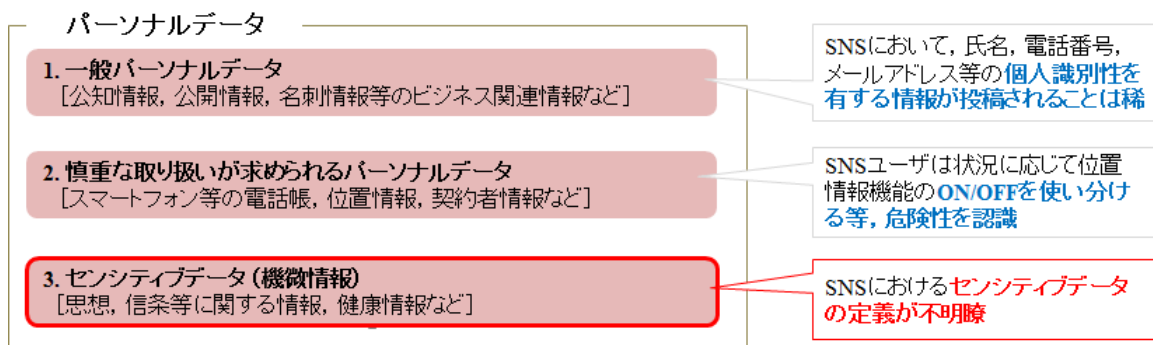 パーソナルデータ
1. 一般パーソナルデータ
[公知情報, 公開情報, 名刺情報等のビジネス関連情報など]
SNSにおいて, 氏名, 電話番号,
メールアドレス等の個人識別性を
有する情報が投稿されることは稀
2. 慎重な取り扱いが求められるパーソナルデータ
[スマートフォン等の電話帳, 位置情報, 契約者情報など]
SNSユーザは状況に応じて位置
情報機能のON/OFFを使い分け
る等, 危険性を認識
3. センシティブデータ (機微情報)
[思想, 信条等に関する情報, 健康情報など]
SNSにおけるセンシティブデータ
の定義が不明瞭